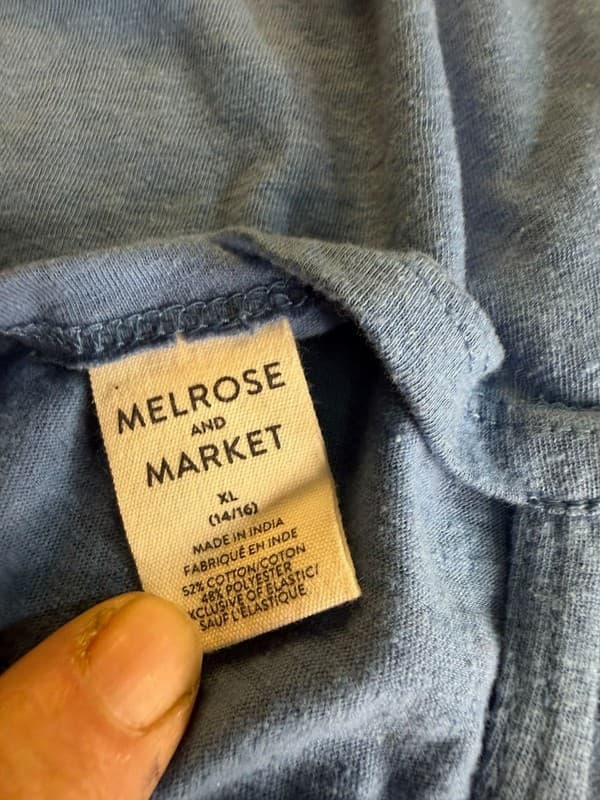 MELROSE
AND
MARKET
XL
(14/16)
MADE IN INDIA
FABRIQUÉ EN INDE
52% COTTON/COTON
48% POLYESTER
XCLUSIVE OF ELASTIC/
SAUF L'ELASTIQUE